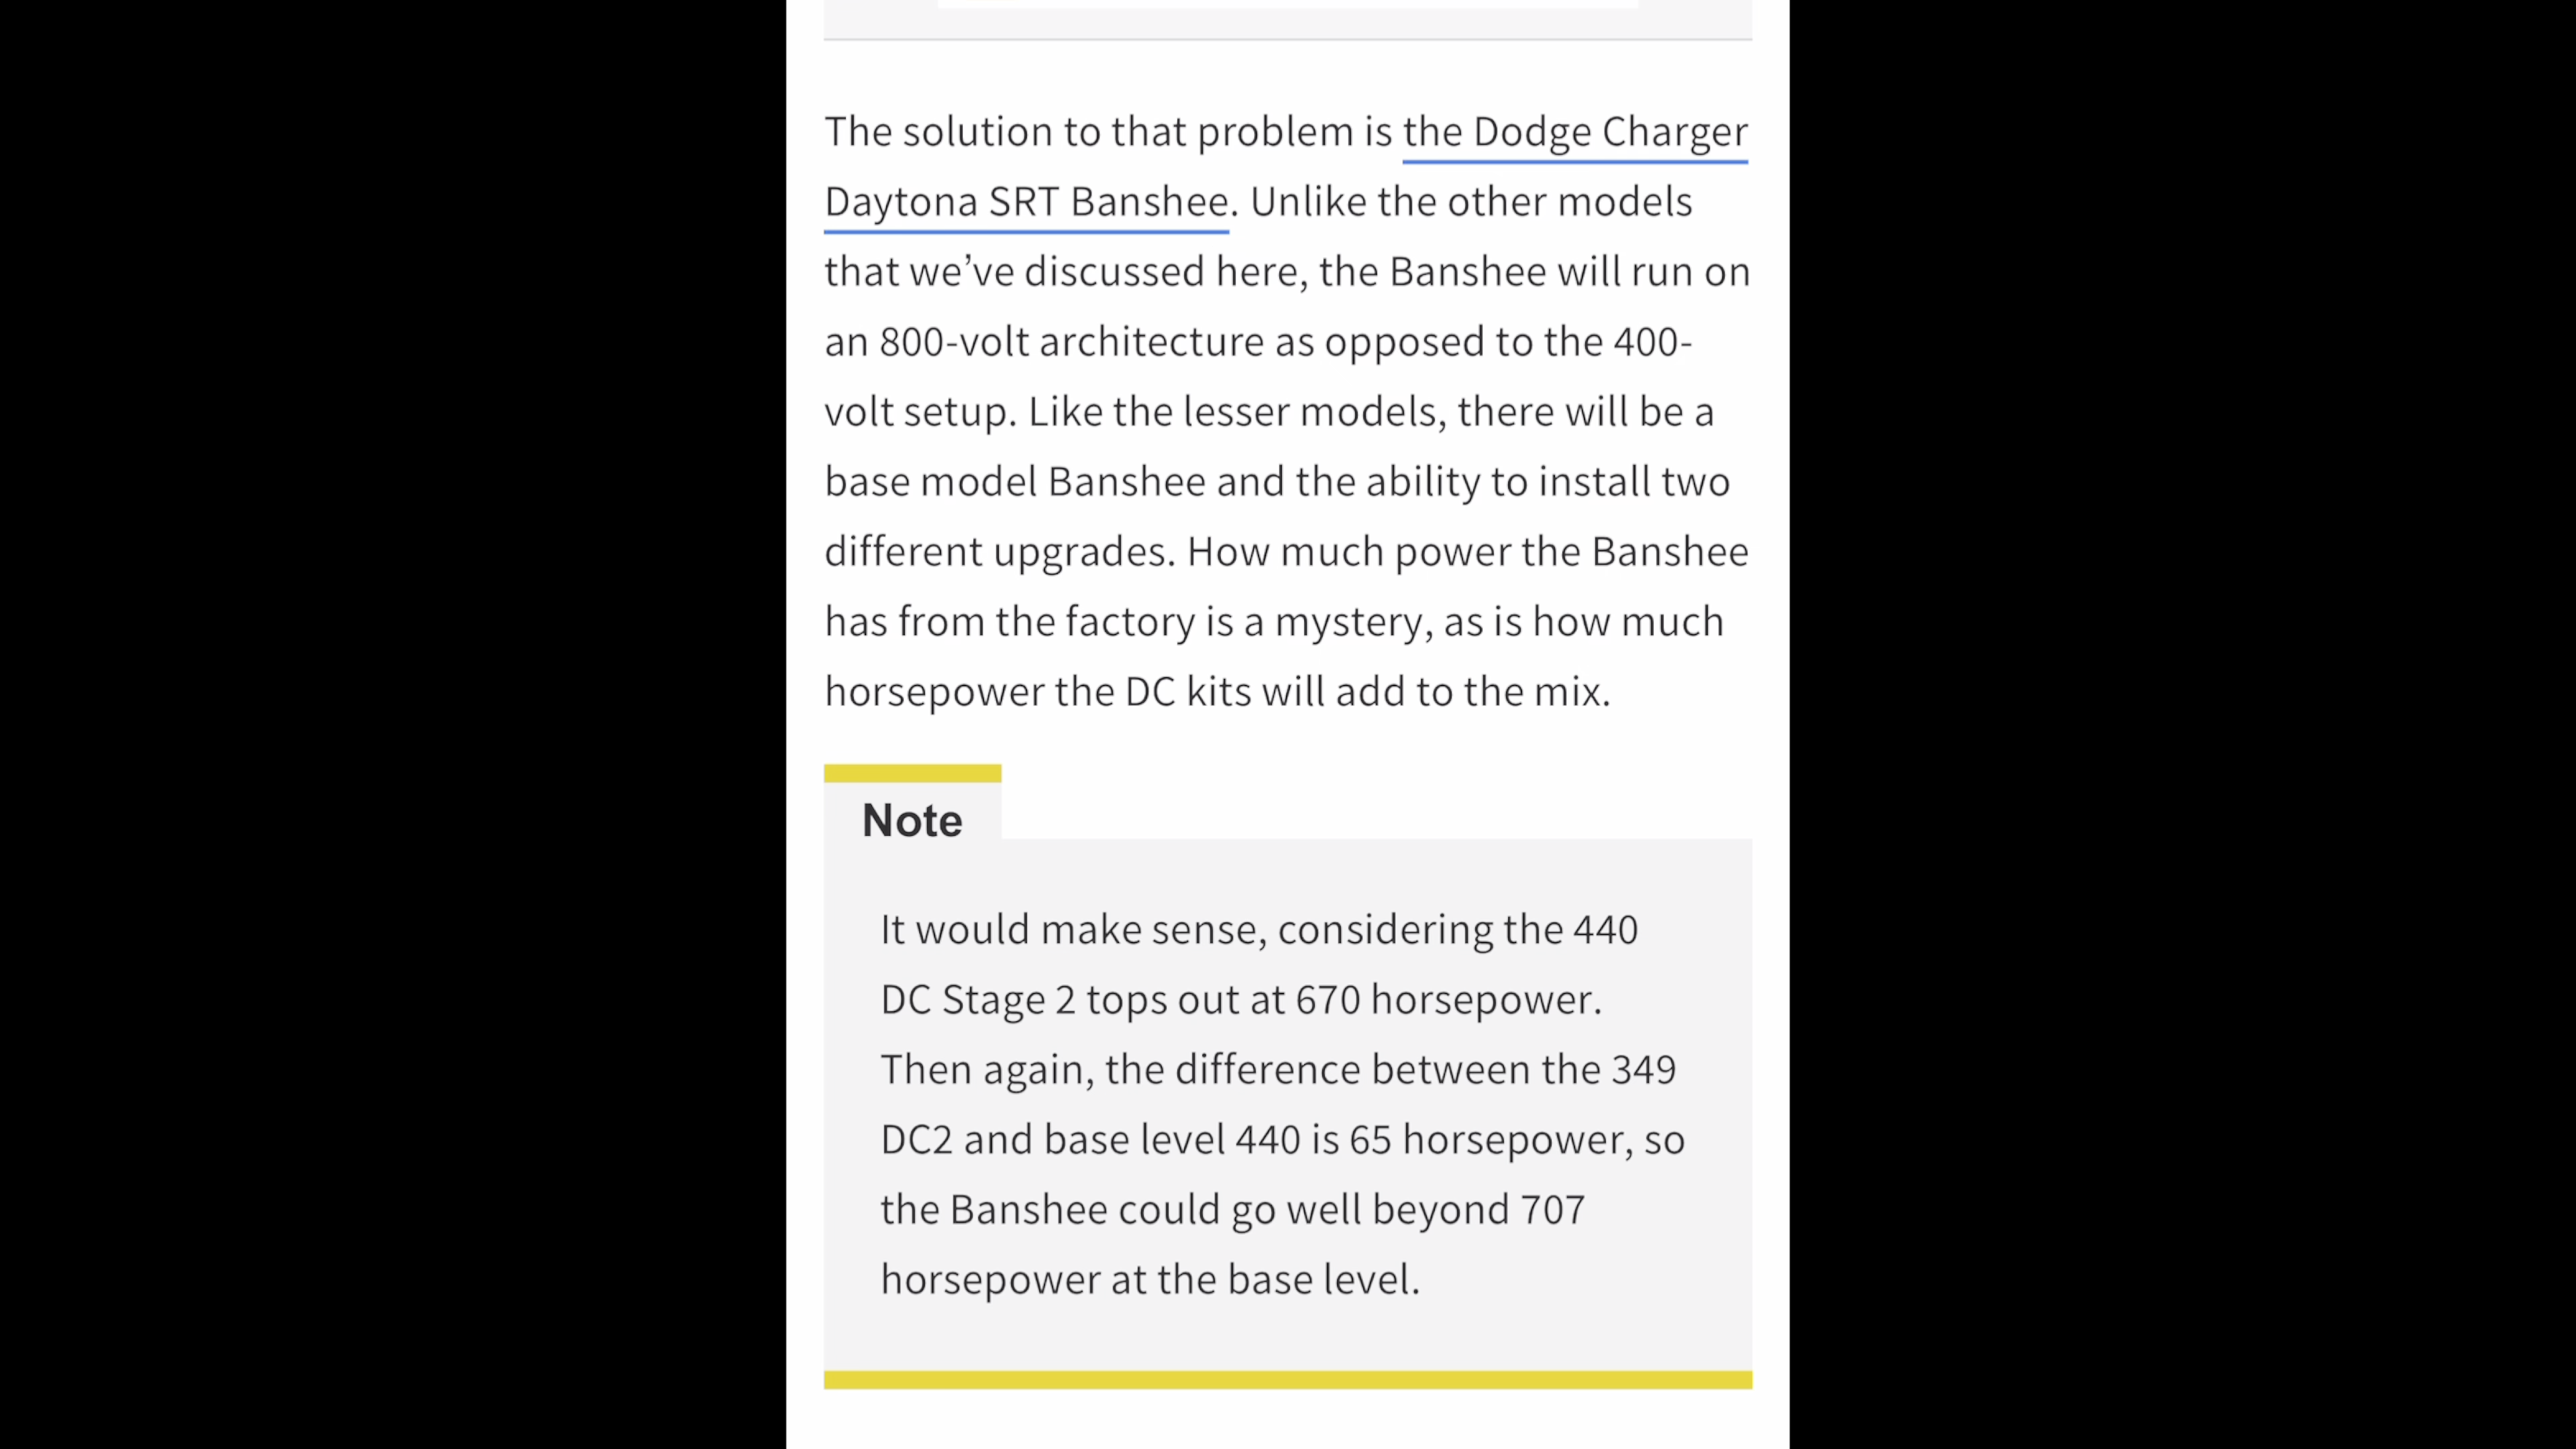 The solution to that problem is the Dodge Charger
Daytona SRT Banshee. Unlike the other models
that we’ve discussed here, the Banshee will run on
an 800-volt architecture as opposed to the 400-
volt setup. Like the lesser models, there will be a
base model Banshee and the ability to install two
different upgrades. How much power the Banshee
has from the factory is a mystery, as is how much
horsepower the DC kits will add to the mix.
Note
It would make sense, considering the 440
DC Stage 2 tops out at 670 horsepower.
Then again, the difference between the 349
DC2 and base level 440 is 65 horsepower, so
the Banshee could go well beyond 707
horsepower at the base level.